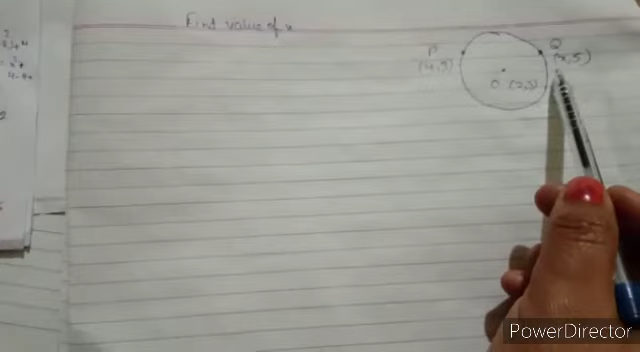 Find value of x
P
(4,5)
Q
(x,5)
O (2,3)
PowerDirector